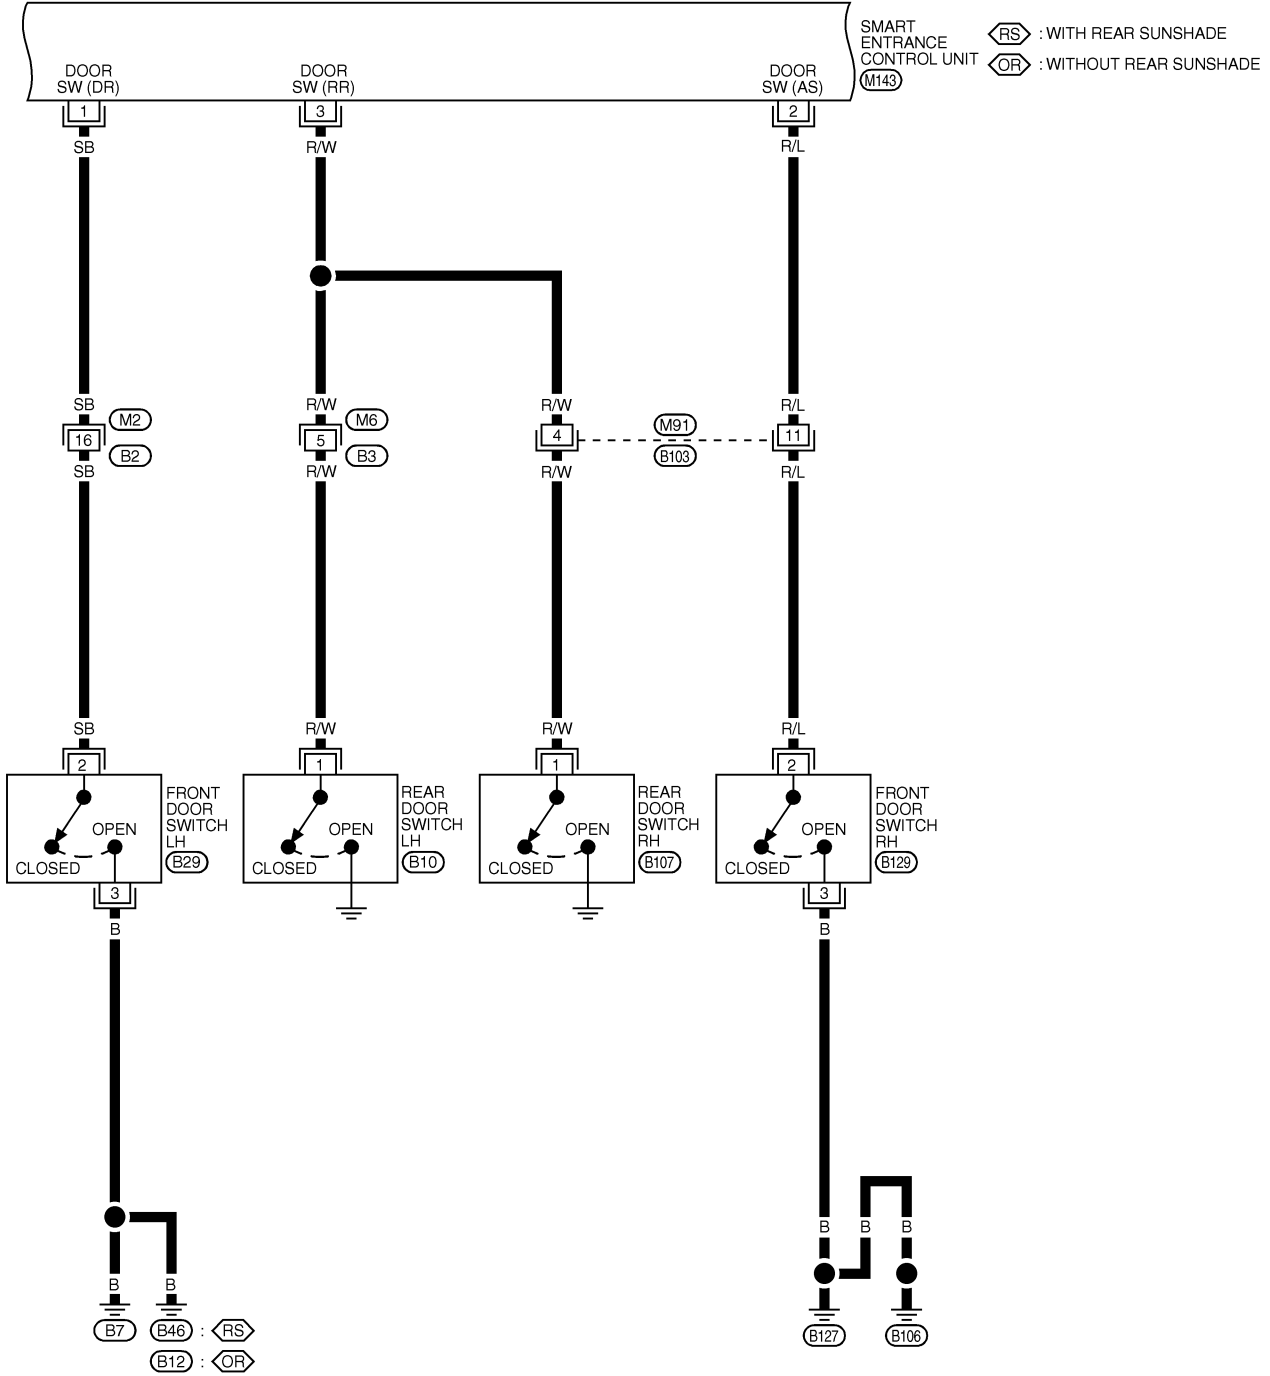 SMART
ENTRANCE
CONTROL UNIT
M143
RS : WITH REAR SUNSHADE
OR : WITHOUT REAR SUNSHADE
DOOR
SW (DR)
DOOR
SW (RR)
DOOR
SW (AS)
1
3
2
SB
R/W
R/L
SB
R/W
R/W
R/L
M2
M6
M91
16
5
4
11
B2
B3
B103
SB
R/W
R/W
R/L
SB
R/W
R/W
R/L
2
1
1
2
OPEN
CLOSED
FRONT
DOOR
SWITCH
LH
B29
OPEN
CLOSED
REAR
DOOR
SWITCH
LH
B10
OPEN
CLOSED
REAR
DOOR
SWITCH
RH
B107
OPEN
CLOSED
FRONT
DOOR
SWITCH
RH
B129
3
3
B
B
B
B
B
B
B
B7
B46 : RS
B12 : OR
B127
B106